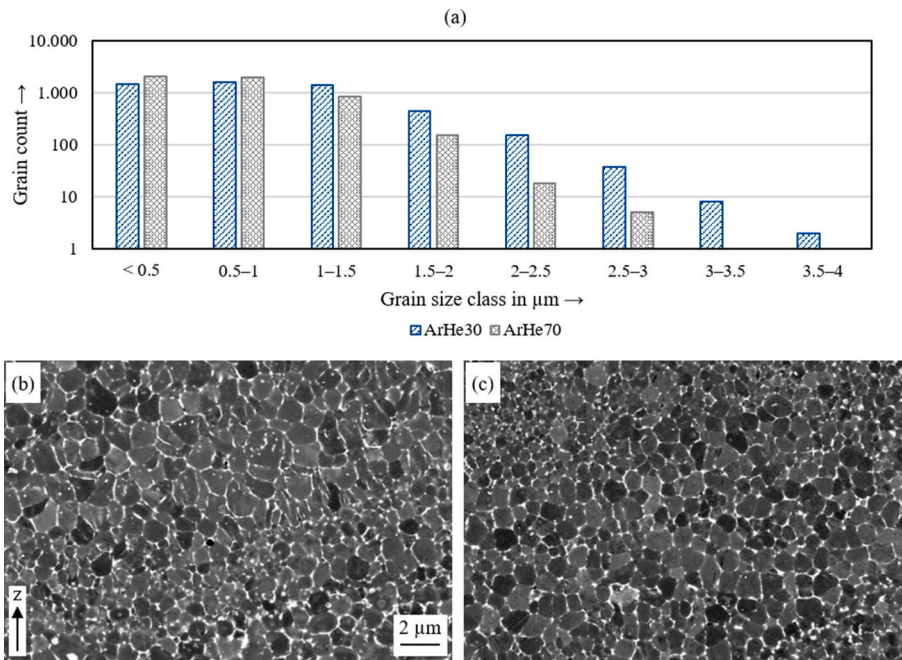 (a)
10.000
1.000
100
10
1
Grain count →
< 0.5 0.5–1 1–1.5 1.5–2 2–2.5 2.5–3 3–3.5 3.5–4
Grain size class in µm →
ArHe30 ArHe70
(b) (c)
z
2 µm